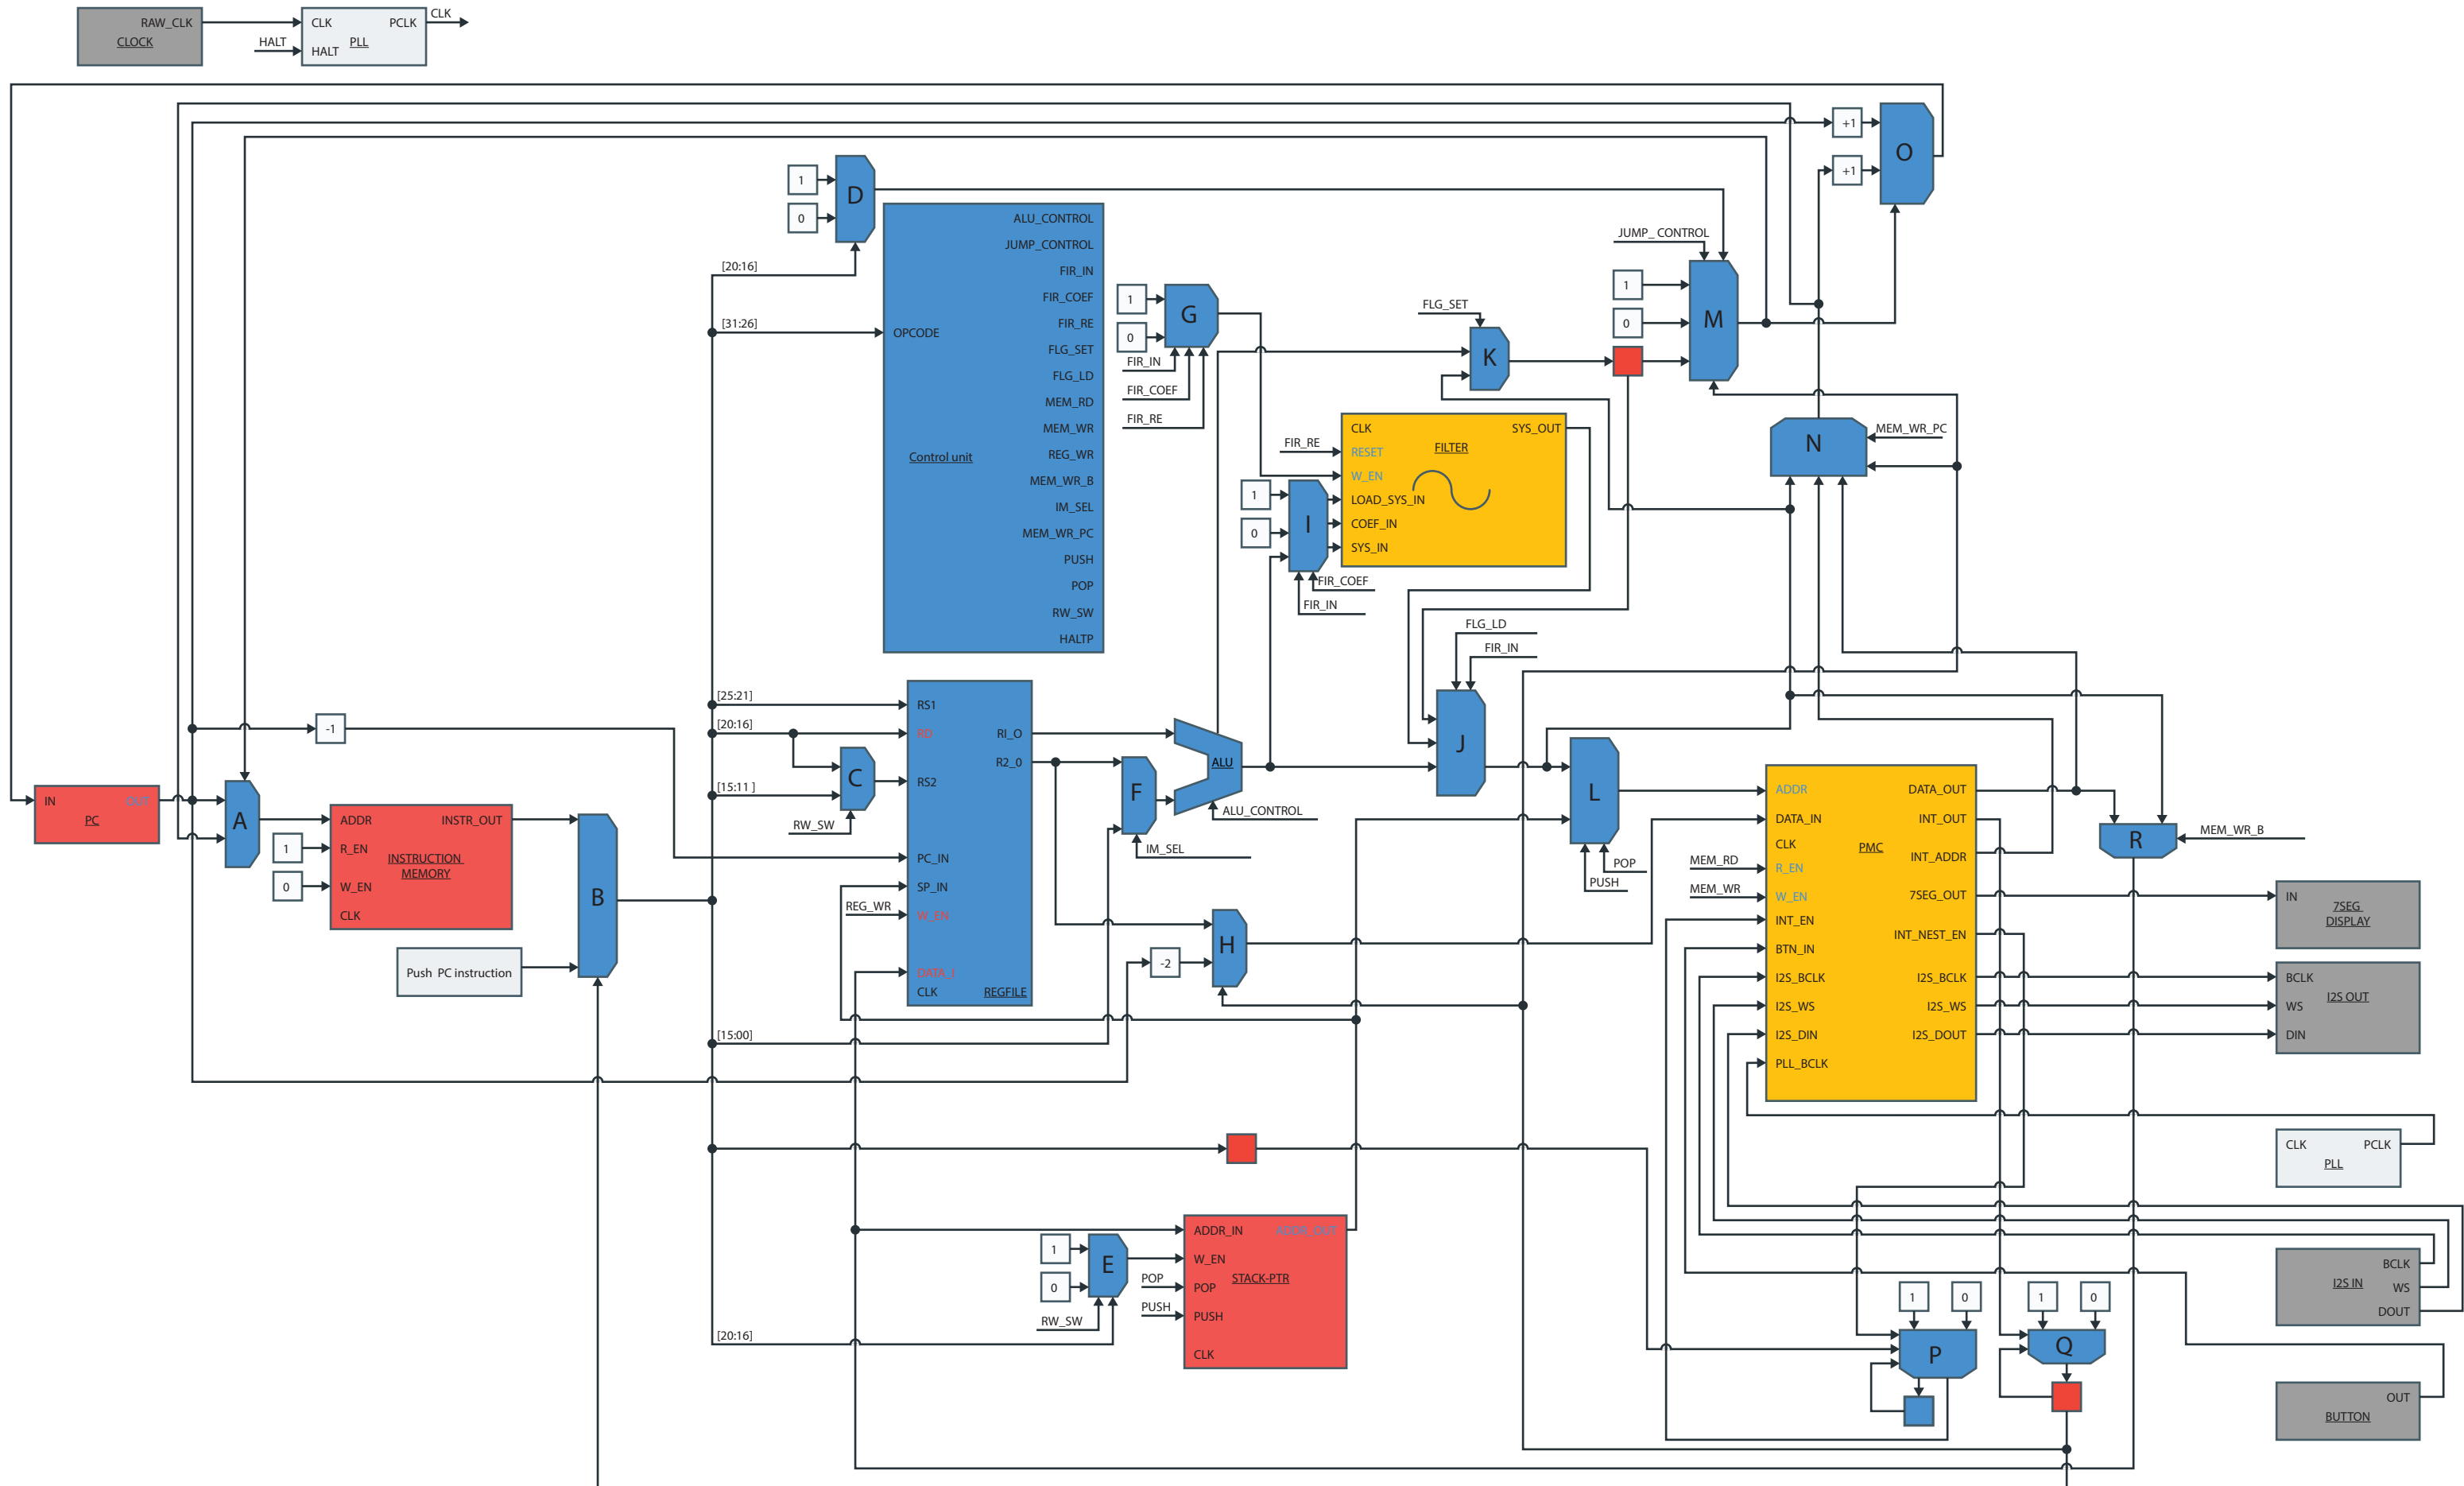 RAW_CLK
CLOCK
CLK PCLK
HALT PLL
CLK
HALT
+1
O
+1
1
0
D
[20:16]
[31:26]
ALU_CONTROL
JUMP_CONTROL
FIR_IN
FIR_COEF
FIR_RE
FLG_SET
FLG_LD
MEM_RD
MEM_WR
REG_WR
MEM_WR_B
IM_SEL
MEM_WR_PC
PUSH
POP
RW_SW
HALTP
OPCODE
Control unit
1
0
G
FIR_IN
FIR_COEF
FIR_RE
FLG_SET
K
JUMP_ CONTROL
1
0
M
N
MEM_WR_PC
FIR_RE
CLK SYS_OUT
RESET FILTER
W_EN
LOAD_SYS_IN
COEF_IN
SYS_IN
1
0
I
FIR_COEF
FIR_IN
FLG_LD
FIR_IN
J
[25:21]
[20:16]
[15:11 ]
C
RW_SW
RS1
RD RI_O
R2_0
RS2
PC_IN
SP_IN
W_EN
DATA_I
CLK REGFILE
REG_WR
-1
IN OUT
PC
A
1
0
ADDR INSTR_OUT
R_EN
INSTRUCTION
MEMORY
W_EN
CLK
Push PC instruction
B
F
IM_SEL
ALU
ALU_CONTROL
L
POP
PUSH
-2
H
[15:00]
MEM_RD
MEM_WR
ADDR DATA_OUT
DATA_IN INT_OUT
CLK PMC INT_ADDR
R_EN
W_EN 7SEG_OUT
INT_EN
BTN_IN INT_NEST_EN
I2S_BCLK I2S_BCLK
I2S_WS I2S_WS
I2S_DIN I2S_DOUT
PLL_BCLK
R
MEM_WR_B
IN
7SEG
DISPLAY
BCLK
WS
I2S OUT
DIN
CLK PCLK
PLL
BCLK
I2S IN
WS
DOUT
OUT
BUTTON
1
0
E
RW_SW
[20:16]
POP
PUSH
ADDR_IN ADDR_OUT
W_EN
STACK-PTR
POP
PUSH
CLK
1
0
P
1
0
Q